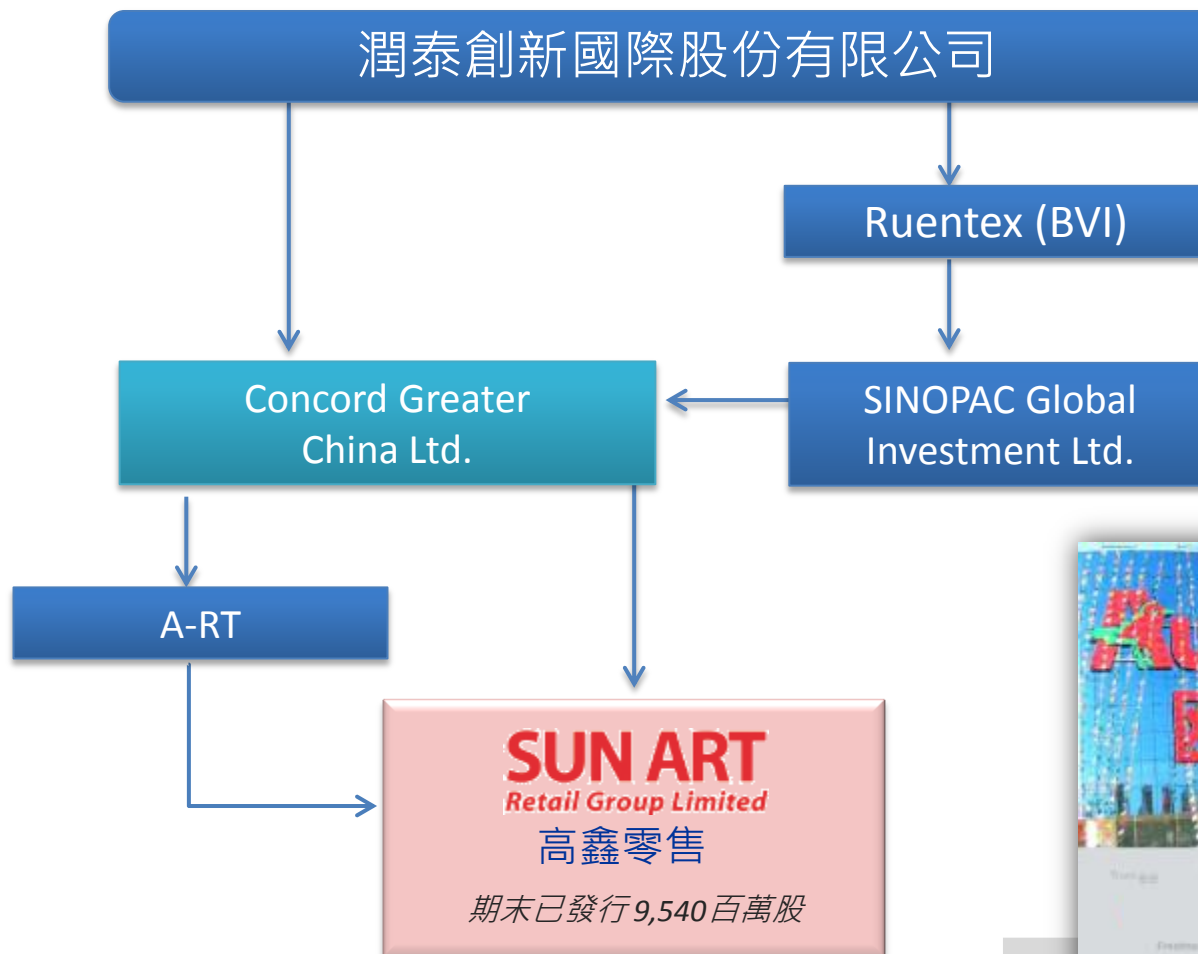 潤泰創新國際股份有限公司
Ruentex (BVI)
Concord Greater
China Ltd.
SINOPAC Global
Investment Ltd.
A-RT
SUN ART
Retail Group Limited
高鑫零售
期末已發行9,540百萬股